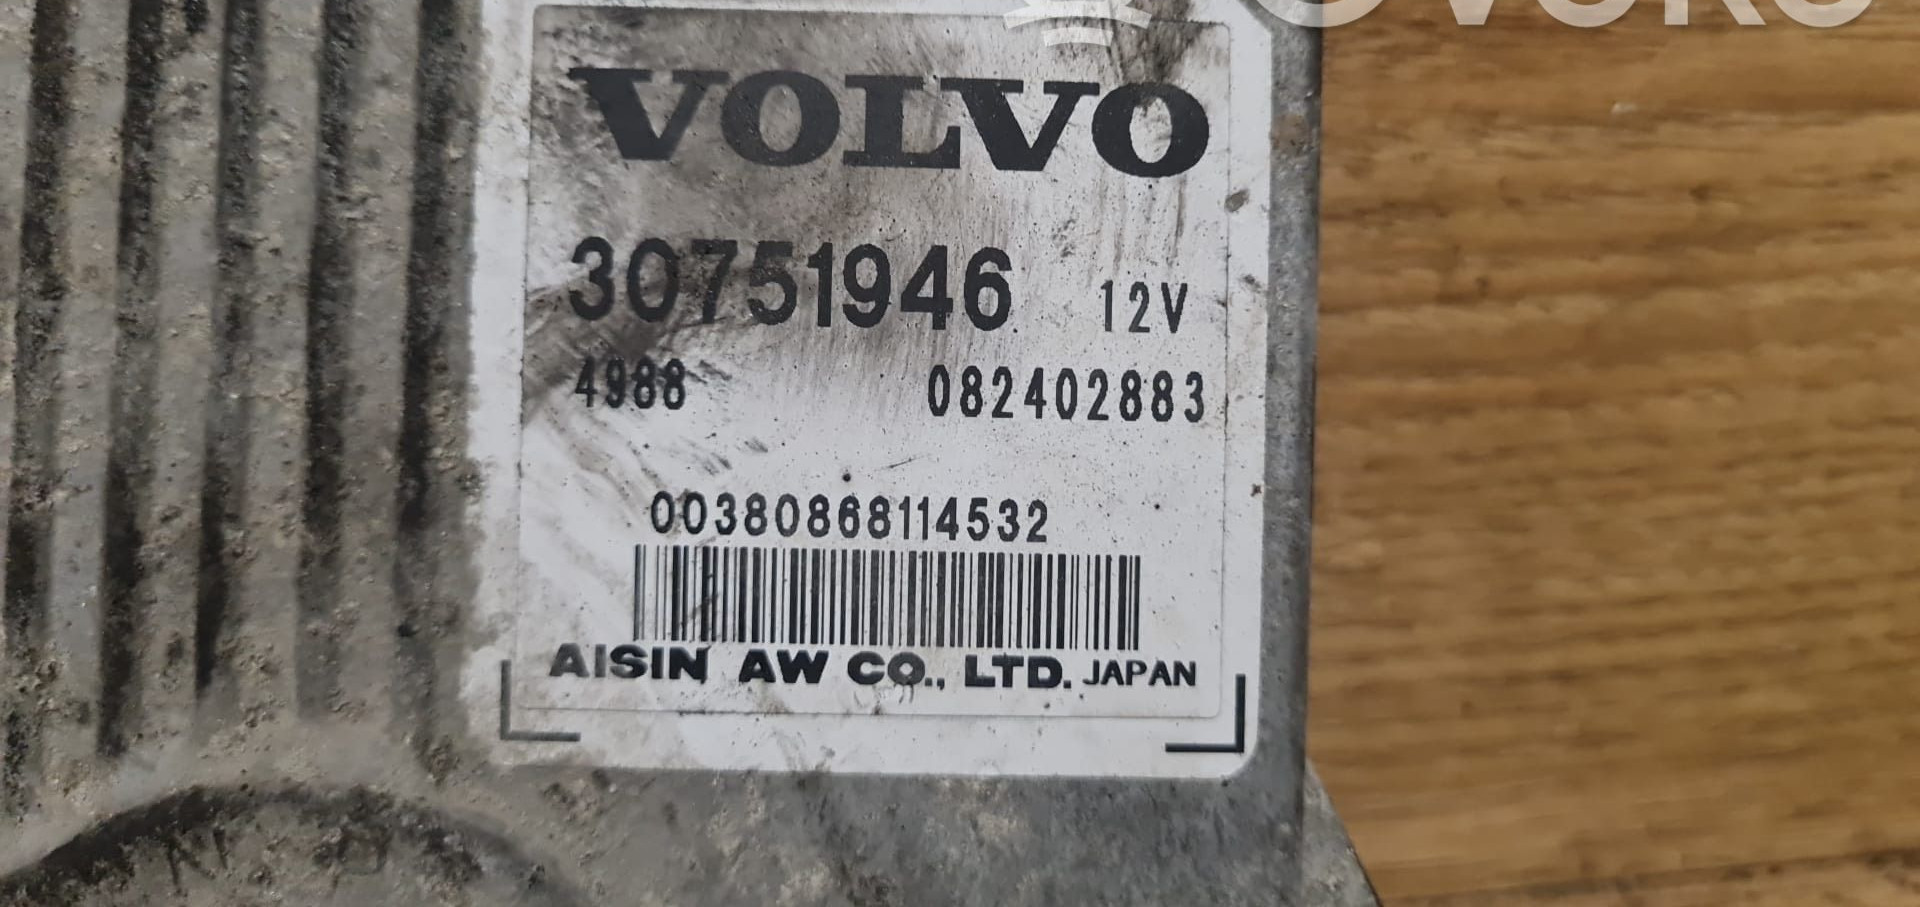 VOLVO
30751946 12V
4988 082402883
00380868114532
AISIN AW CO., LTD. JAPAN